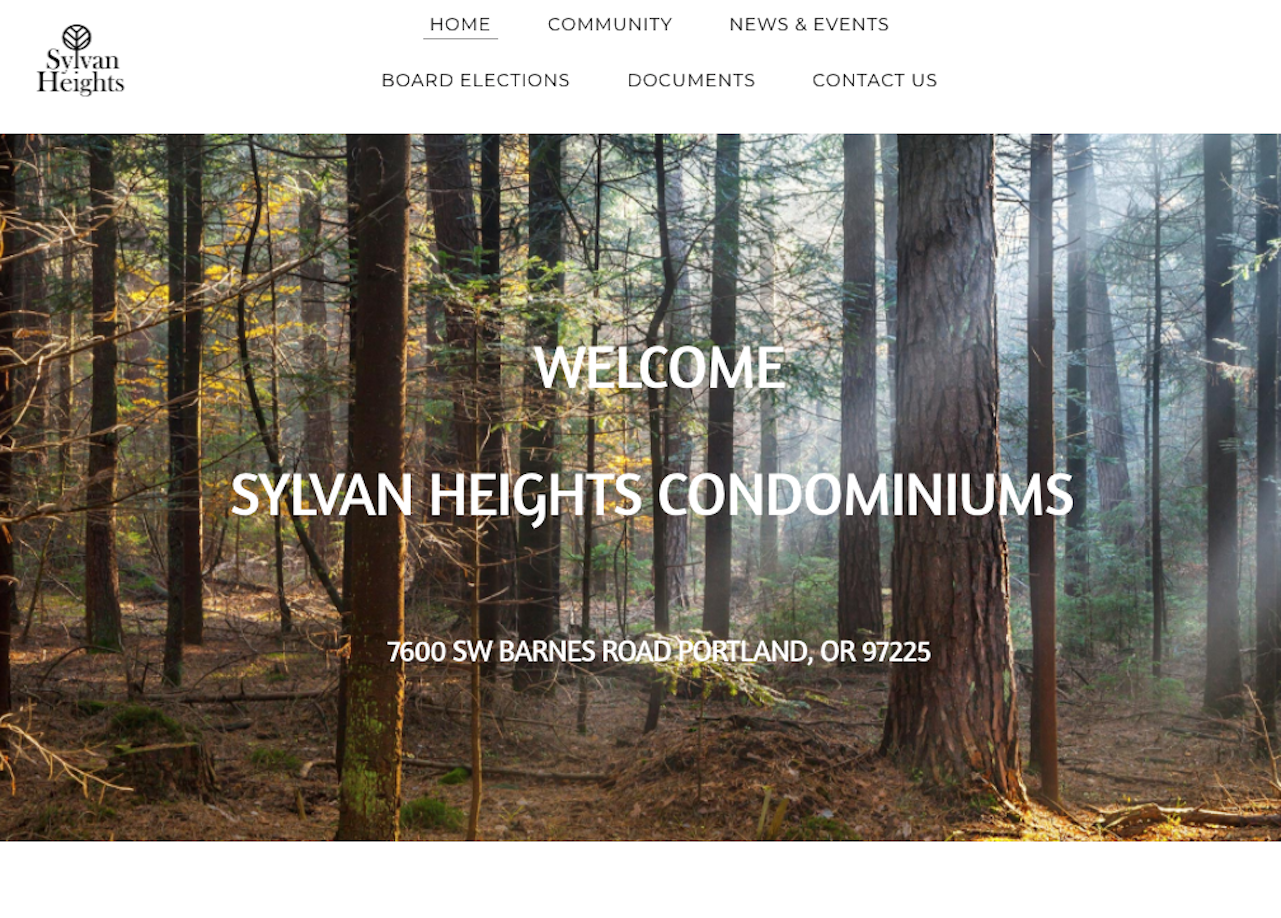 Sylvan
Heights
HOME COMMUNITY NEWS & EVENTS
BOARD ELECTIONS DOCUMENTS CONTACT US
WELCOME
SYLVAN HEIGHTS CONDOMINIUMS
7600 SW BARNES ROAD PORTLAND, OR 97225